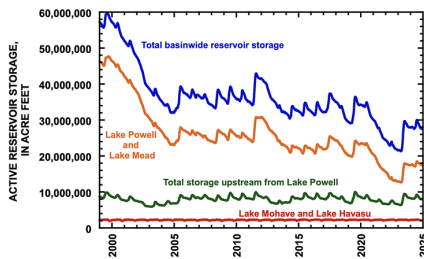 ACTIVE RESERVOIR STORAGE,
IN ACRE FEET
60,000,000
50,000,000
40,000,000
30,000,000
20,000,000
10,000,000
0
Total basinwide reservoir storage
Lake Powell
and
Lake Mead
Total storage upstream from Lake Powell
Lake Mohave and Lake Havasu
2000
2005
2010
2015
2020
2025